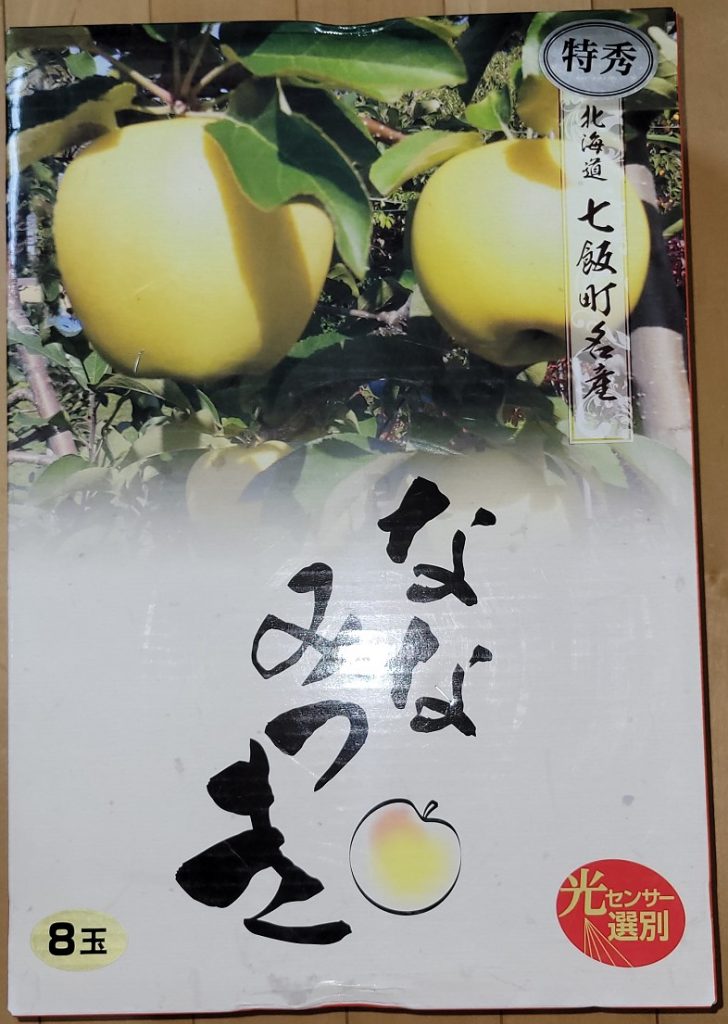 特秀
北海道 七飯町名産
なな
みつき
8玉
光センサー
選別